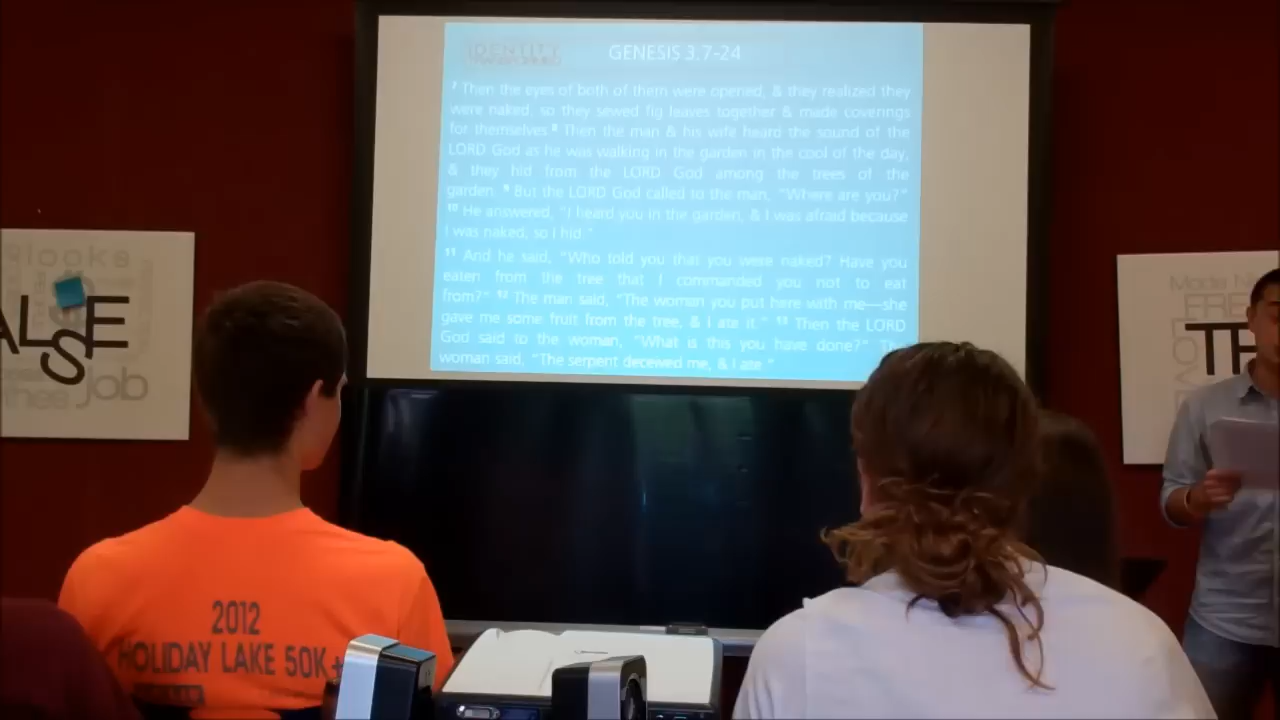 IDENTITY
GENESIS 3.7-24
7 Then the eyes of both of them were opened, & they realized they
were naked, so they sewed fig leaves together & made coverings
for themselves. 8 Then the man & his wife heard the sound of the
LORD God as he was walking in the garden in the cool of the day,
& they hid from the LORD God among the trees of the
garden. 9 But the LORD God called to the man, "Where are you?"
10 He answered, "I heard you in the garden, & I was afraid because
I was naked, so I hid."
11 And he said, "Who told you that you were naked? Have you
eaten from the tree that I commanded you not to eat
from?" 12 The man said, "The woman you put here with me—she
gave me some fruit from the tree, & I ate it." 13 Then the LORD
God said to the woman, "What is this you have done?" The
woman said, "The serpent deceived me, & I ate."
looks
ALSE
job
Made
FREE
TR
2012
HOLIDAY LAKE 50K+